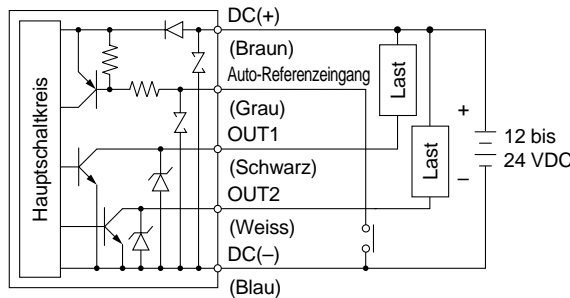 Hauptschaltkreis
DC(+)
(Braun)
Auto-Referenzeingang
(Grau)
OUT1
(Schwarz)
OUT2
(Weiss)
DC(–)
(Blau)
Last
Last
+
–
12 bis
24 VDC